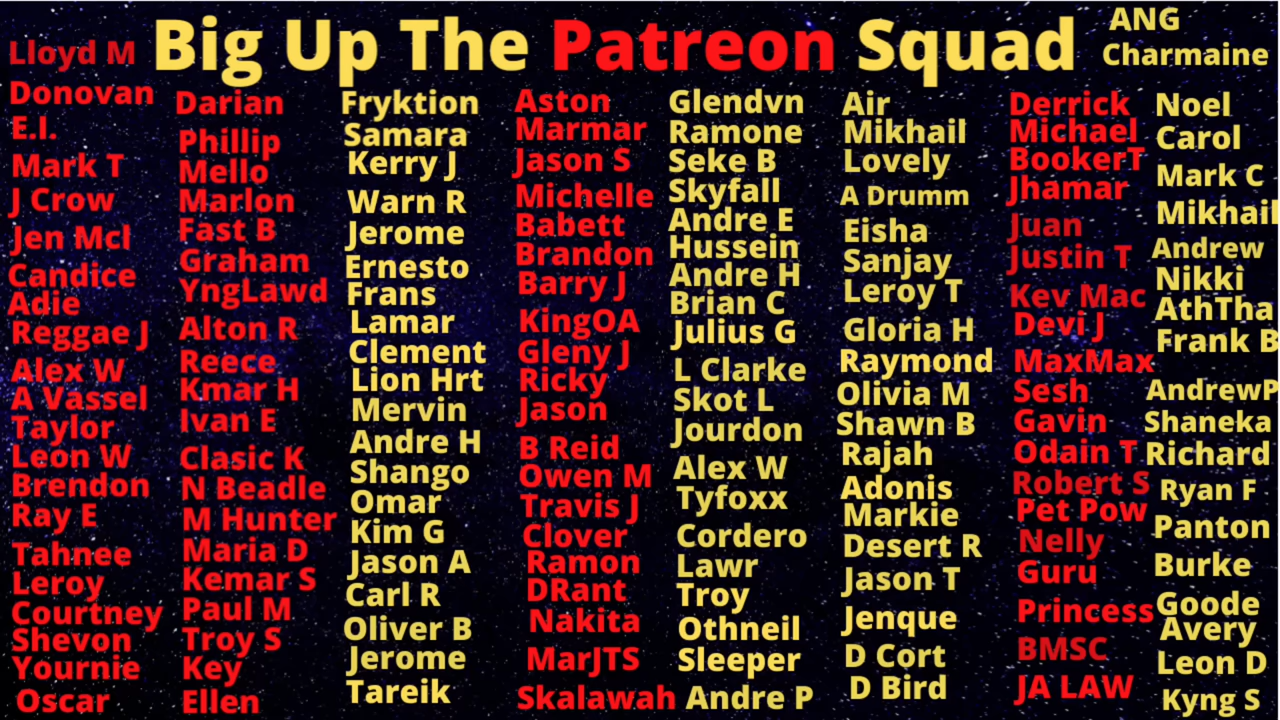 Big Up The Patreon Squad
Lloyd M
Donovan
E.I.
Mark T
J Crow
Jen Mcl
Candice
Adie
Reggae J
Alex W
A Vassel
Taylor
Leon W
Brendon
Ray E
Tahnee
Leroy
Courtney
Shevon
Yournie
Oscar
Darian
Phillip
Mello
Marlon
Fast B
Graham
YngLawd
Alton R
Reece
Kmar H
Ivan E
Clasic K
N Beadle
M Hunter
Maria D
Kemar S
Paul M
Troy S
Key
Ellen
Fryktion
Samara
Kerry J
Warn R
Jerome
Ernesto
Frans
Lamar
Clement
Lion Hrt
Mervin
Andre H
Shango
Omar
Kim G
Jason A
Carl R
Oliver B
Jerome
Tareik
Aston
Marmar
Jason S
Michelle
Babett
Brandon
Barry J
KingOA
Gleny J
Ricky
Jason
B Reid
Owen M
Travis J
Clover
Ramon
DRant
Nakita
MarJTS
Skalawah
Glendvn
Ramone
Seke B
Skyfall
Andre E
Hussein
Andre H
Brian C
Julius G
L Clarke
Skot L
Jourdon
Alex W
Tyfoxx
Cordero
Lawr
Troy
Othneil
Sleeper
Andre P
Air
Mikhail
Lovely
A Drumm
Eisha
Sanjay
Leroy T
Gloria H
Raymond
Olivia M
Shawn B
Rajah
Adonis
Markie
Desert R
Jason T
Jenque
D Cort
D Bird
Derrick
Michael
BookerT
Jhamar
Juan
Justin T
Kev Mac
Devi J
MaxMax
Sesh
Gavin
Odain T
Robert S
Pet Pow
Nelly
Guru
Princess
BMSC
JA LAW
ANG
Charmaine
Noel
Carol
Mark C
Mikhail
Andrew
Nikki
AthTha
Frank B
AndrewP
Shaneka
Richard
Ryan F
Panton
Burke
Goode
Avery
Leon D
Kyng S